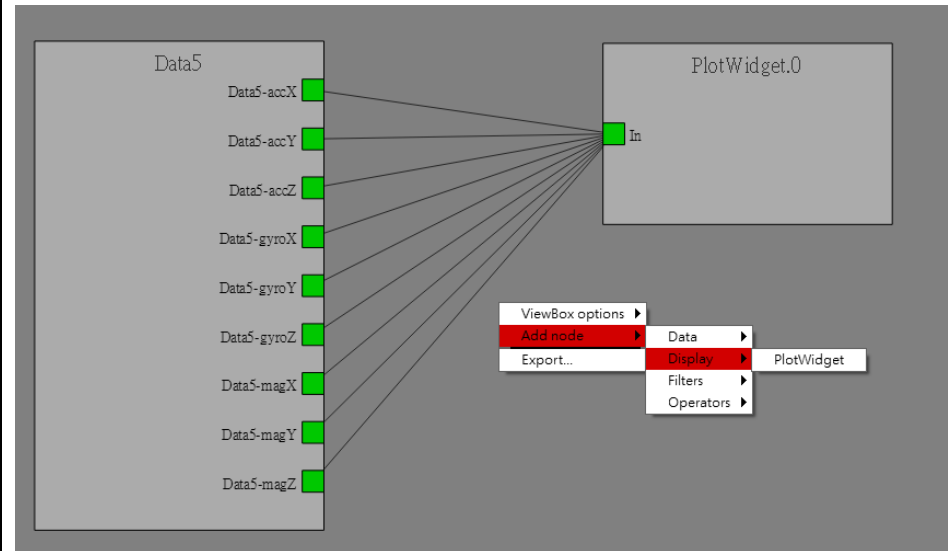 Data5
Data5-accX
Data5-accY
Data5-accZ
Data5-gyroX
Data5-gyroY
Data5-gyroZ
Data5-magX
Data5-magY
Data5-magZ
PlotWidget.0
In
ViewBox options
Add node
Export...
Data
Display
Filters
Operators
PlotWidget